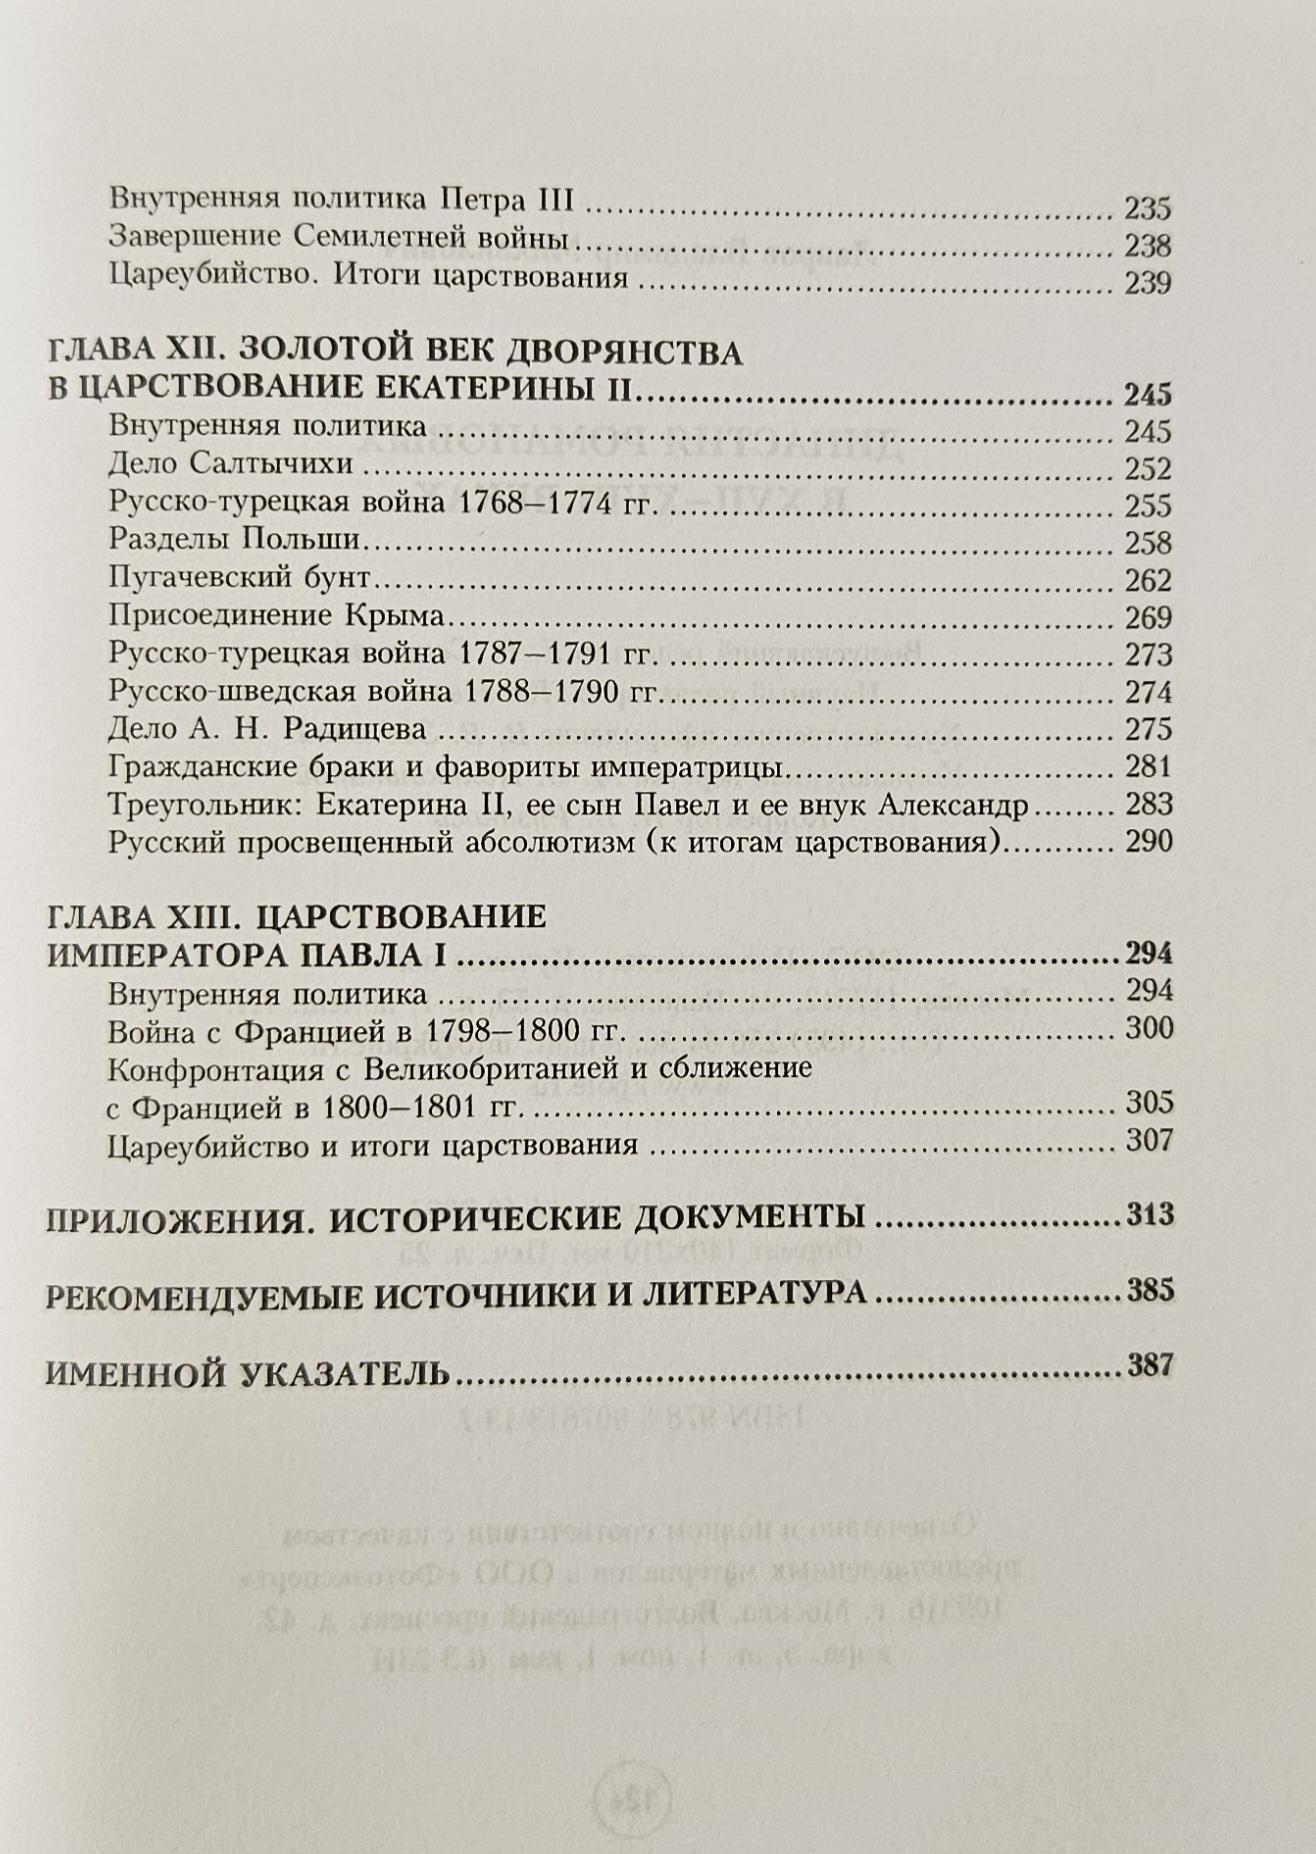 Внутренняя политика Петра III ........ 235
Завершение Семилетней войны ........ 238
Цареубийство. Итоги царствования ........ 239
ГЛАВА XII. ЗОЛОТОЙ ВЕК ДВОРЯНСТВА
В ЦАРСТВОВАНИЕ ЕКАТЕРИНЫ II ........ 245
Внутренняя политика ........ 245
Дело Салтычихи ........ 252
Русско-турецкая война 1768–1774 гг. ........ 255
Разделы Польши ........ 258
Пугачевский бунт ........ 262
Присоединение Крыма ........ 269
Русско-турецкая война 1787–1791 гг. ........ 273
Русско-шведская война 1788–1790 гг. ........ 274
Дело А. Н. Радищева ........ 275
Гражданские браки и фавориты императрицы ........ 281
Треугольник: Екатерина II, ее сын Павел и ее внук Александр ........ 283
Русский просвещенный абсолютизм (к итогам царствования) ........ 290
ГЛАВА XIII. ЦАРСТВОВАНИЕ
ИМПЕРАТОРА ПАВЛА I ........ 294
Внутренняя политика ........ 294
Война с Францией в 1798–1800 гг. ........ 300
Конфронтация с Великобританией и сближение
с Францией в 1800–1801 гг. ........ 305
Цареубийство и итоги царствования ........ 307
ПРИЛОЖЕНИЯ. ИСТОРИЧЕСКИЕ ДОКУМЕНТЫ ........ 313
РЕКОМЕНДУЕМЫЕ ИСТОЧНИКИ И ЛИТЕРАТУРА ........ 385
ИМЕННОЙ УКАЗАТЕЛЬ ........ 387